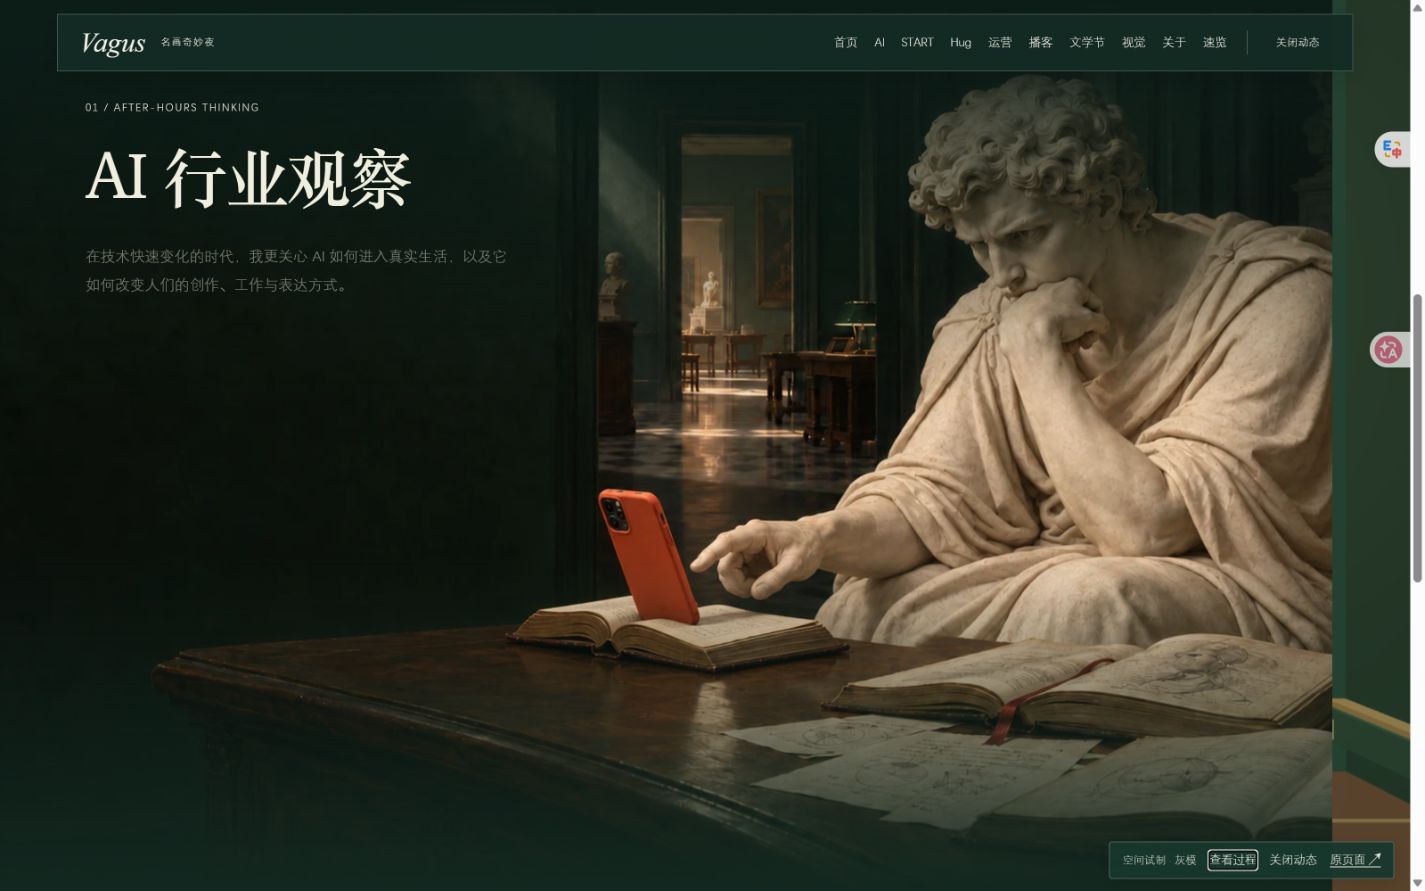 Vagus 名画奇妙夜 首页 AI START Hug 运营 播客 文学节 视觉 关于 速览 关闭动态
01 / AFTER-HOURS THINKING
AI 行业观察
在技术快速变化的时代，我更关心 AI 如何进入真实生活，以及它
如何改变人们的创作、工作与表达方式。
空间试制 · 灰模 查看过程 关闭动态 原页面 ↗